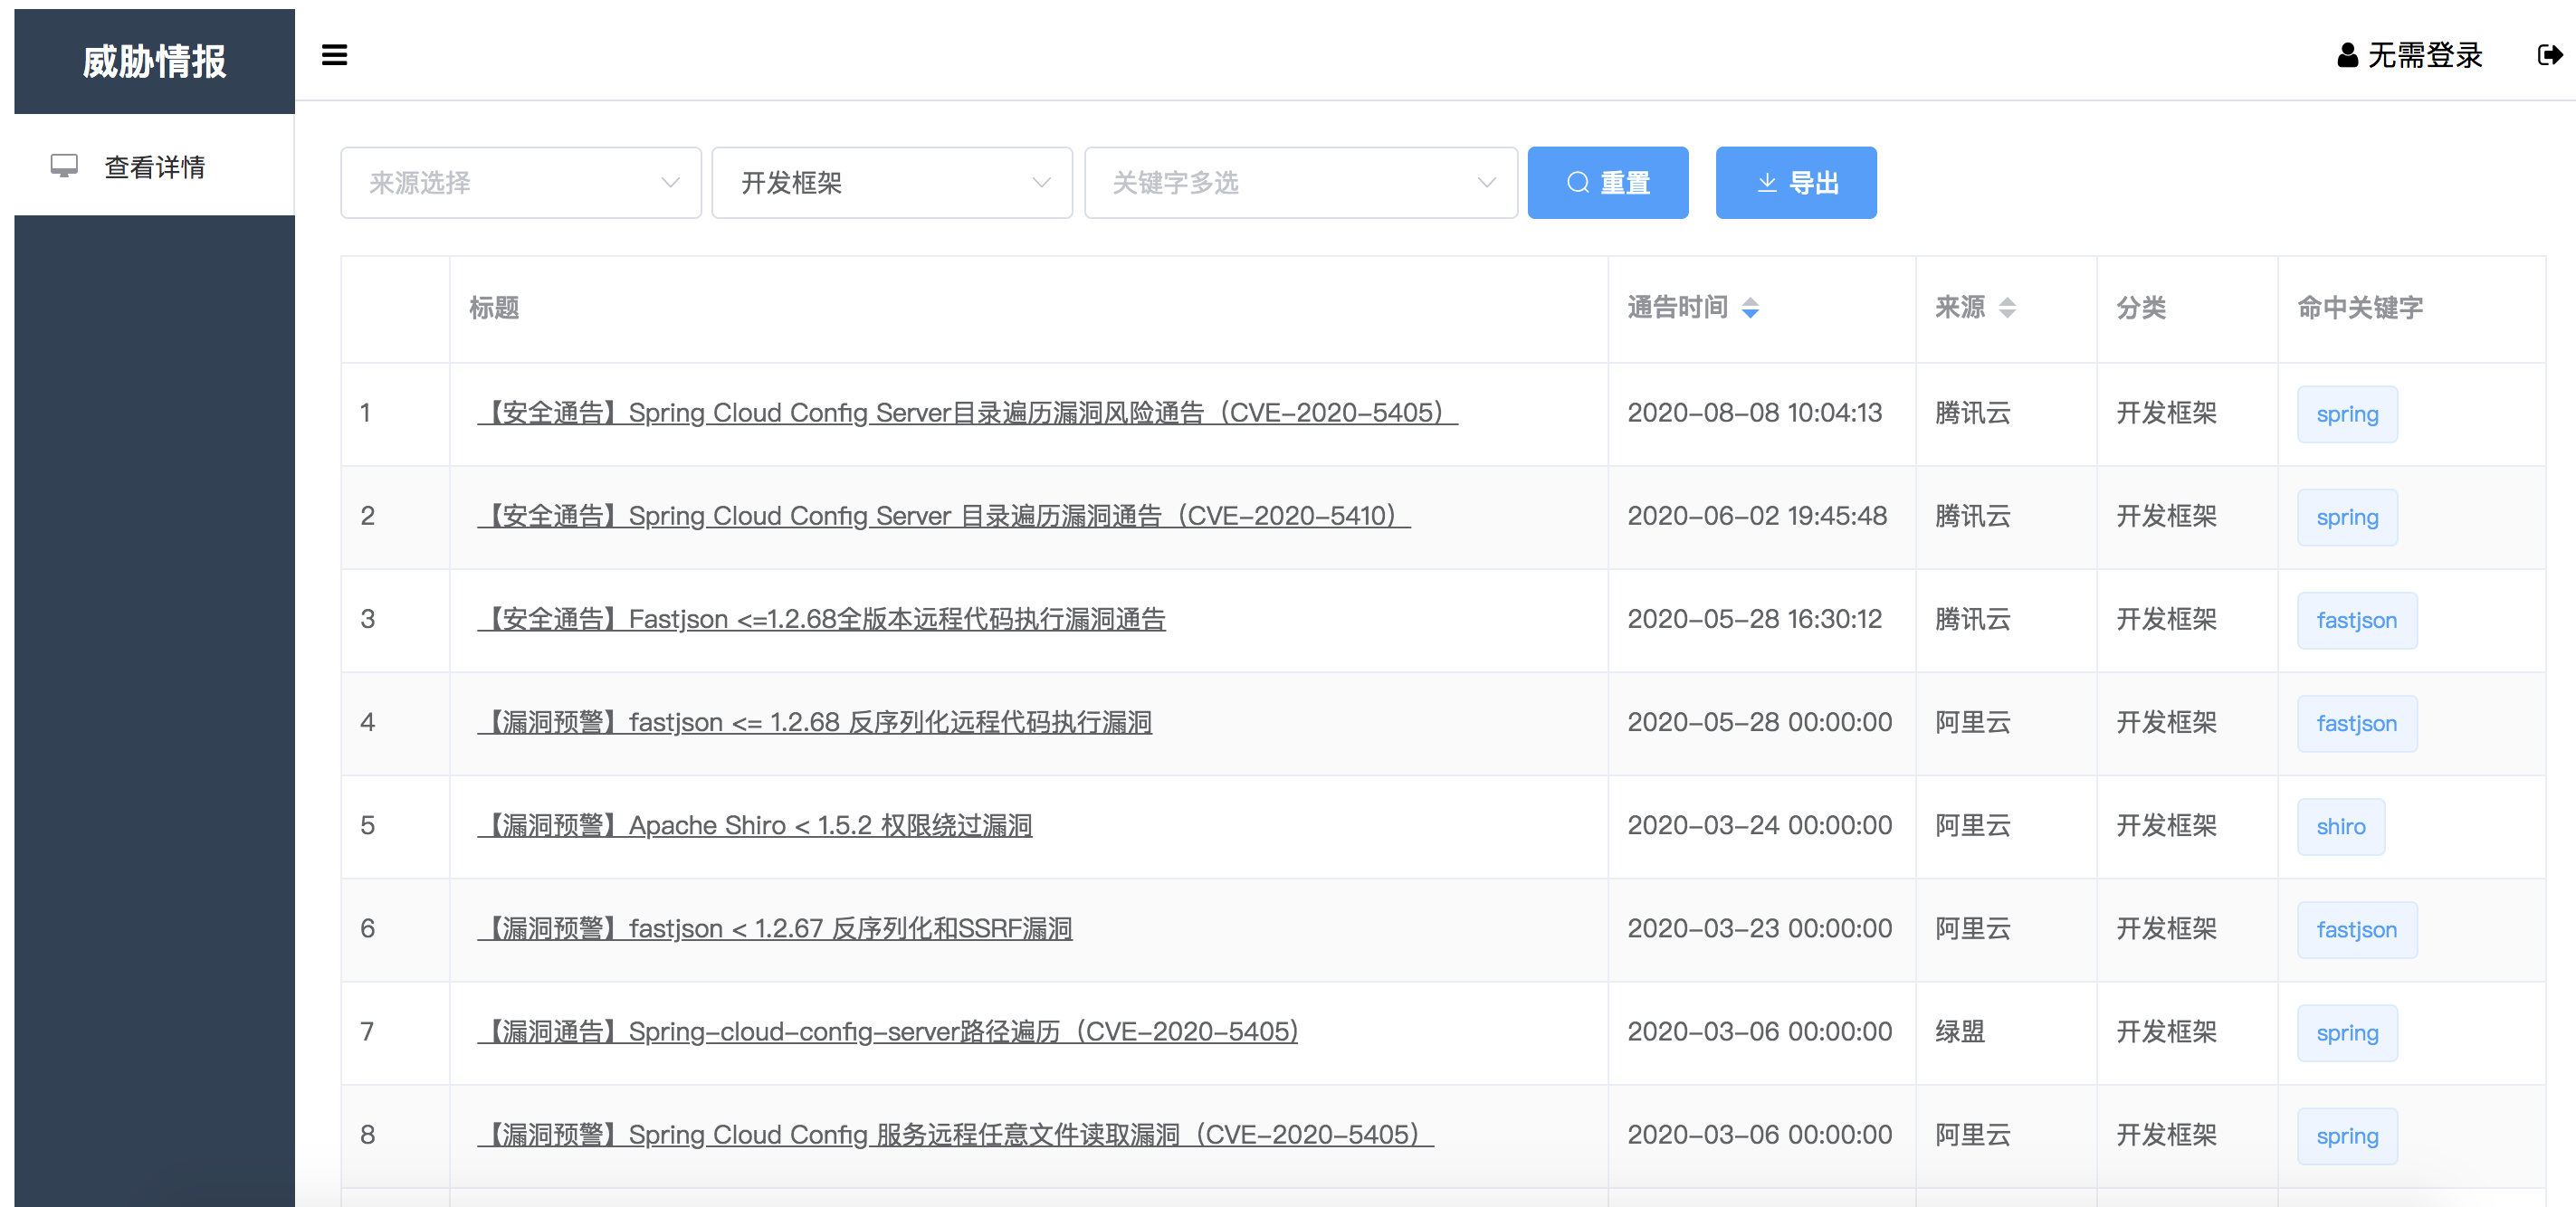 威胁情报
无需登录
查看详情
来源选择 开发框架 关键字多选 重置 导出
标题 通告时间 来源 分类 命中关键字
1 【安全通告】Spring Cloud Config Server目录遍历漏洞风险通告（CVE-2020-5405） 2020-08-08 10:04:13 腾讯云 开发框架 spring
2 【安全通告】Spring Cloud Config Server 目录遍历漏洞通告（CVE-2020-5410） 2020-06-02 19:45:48 腾讯云 开发框架 spring
3 【安全通告】Fastjson <=1.2.68全版本远程代码执行漏洞通告 2020-05-28 16:30:12 腾讯云 开发框架 fastjson
4 【漏洞预警】fastjson <= 1.2.68 反序列化远程代码执行漏洞 2020-05-28 00:00:00 阿里云 开发框架 fastjson
5 【漏洞预警】Apache Shiro < 1.5.2 权限绕过漏洞 2020-03-24 00:00:00 阿里云 开发框架 shiro
6 【漏洞预警】fastjson < 1.2.67 反序列化和SSRF漏洞 2020-03-23 00:00:00 阿里云 开发框架 fastjson
7 【漏洞通告】Spring-cloud-config-server路径遍历（CVE-2020-5405) 2020-03-06 00:00:00 绿盟 开发框架 spring
8 【漏洞预警】Spring Cloud Config 服务远程任意文件读取漏洞（CVE-2020-5405） 2020-03-06 00:00:00 阿里云 开发框架 spring